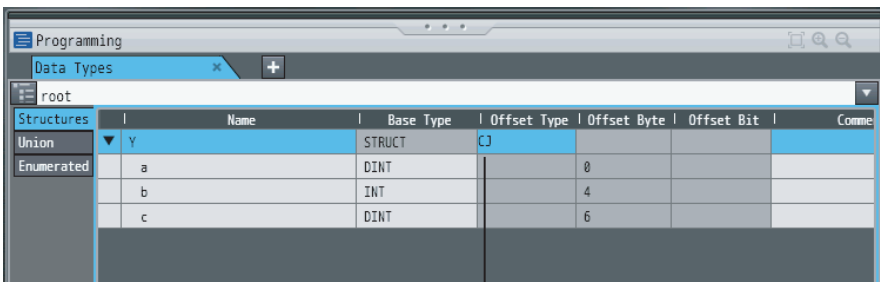 Programming
Data Types × +
root
Structures Name Base Type Offset Type Offset Byte Offset Bit Comme
Union ▼ Y STRUCT CJ
Enumerated a DINT 0
b INT 4
c DINT 6